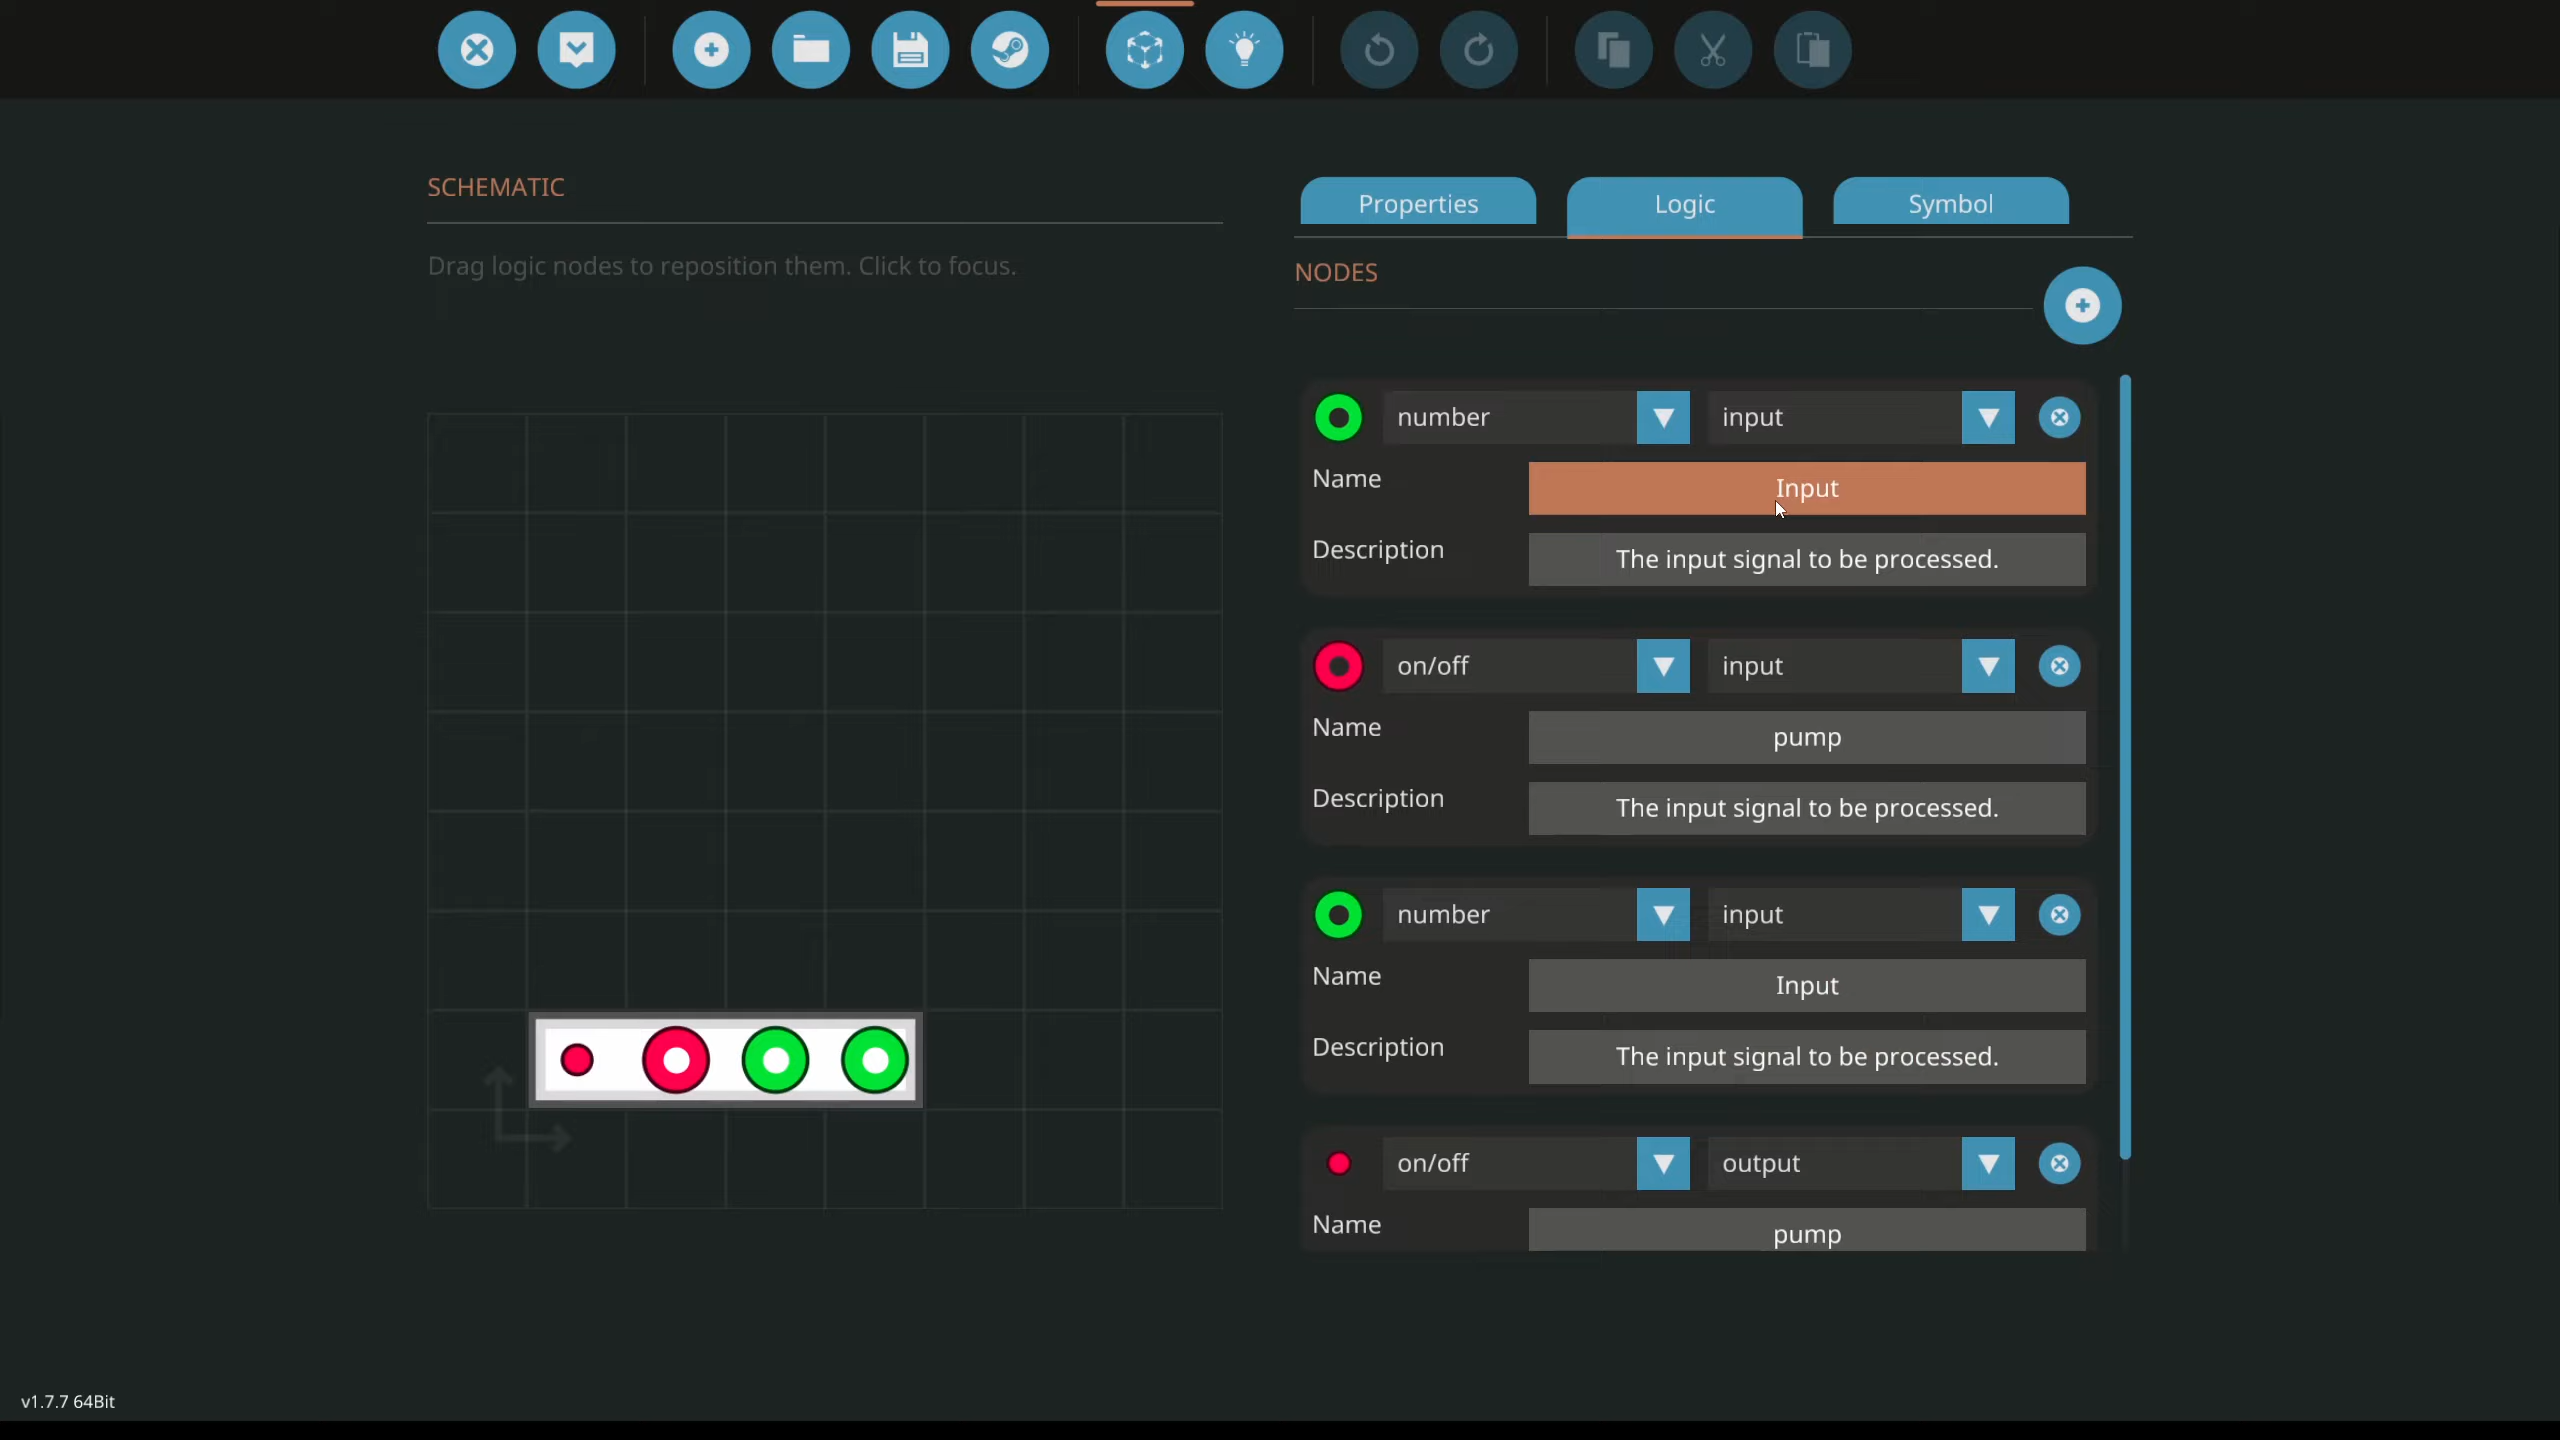 SCHEMATIC
Drag logic nodes to reposition them. Click to focus.
Properties
Logic
Symbol
NODES
number
input
Name
Input
Description
The input signal to be processed.
on/off
input
Name
pump
Description
The input signal to be processed.
number
input
Name
Input
Description
The input signal to be processed.
on/off
output
Name
pump
v1.7.7 64Bit